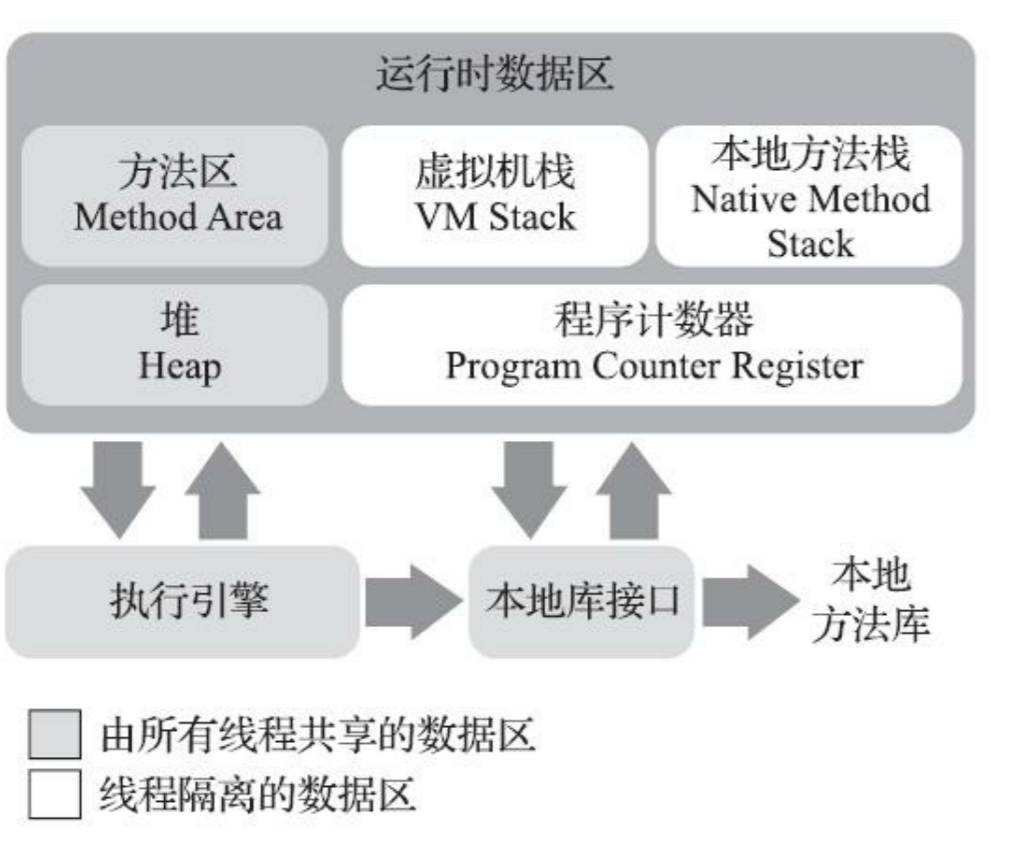 运行时数据区
方法区
Method Area
虚拟机栈
VM Stack
本地方法栈
Native Method
Stack
堆
Heap
程序计数器
Program Counter Register
执行引擎
本地库接口
本地
方法库
由所有线程共享的数据区
线程隔离的数据区